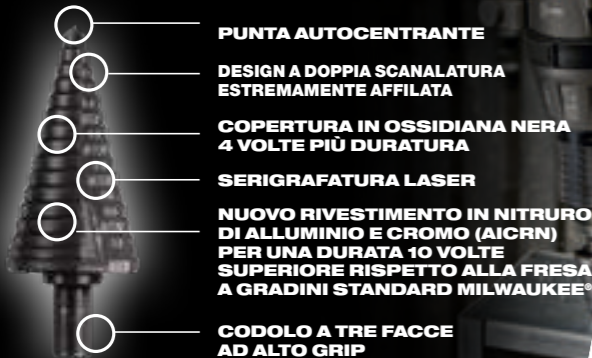 PUNTA AUTOCENTRANTE
DESIGN A DOPPIA SCANALATURA
ESTREMAMENTE AFFILATA
COPERTURA IN OSSIDIANA NERA
4 VOLTE PIÙ DURATURA
SERIGRAFATURA LASER
NUOVO RIVESTIMENTO IN NITRURO
DI ALLUMINIO E CROMO (AICRN)
PER UNA DURATA 10 VOLTE
SUPERIORE RISPETTO ALLA FRESA
A GRADINI STANDARD MILWAUKEE®
CODOLO A TRE FACCE
AD ALTO GRIP